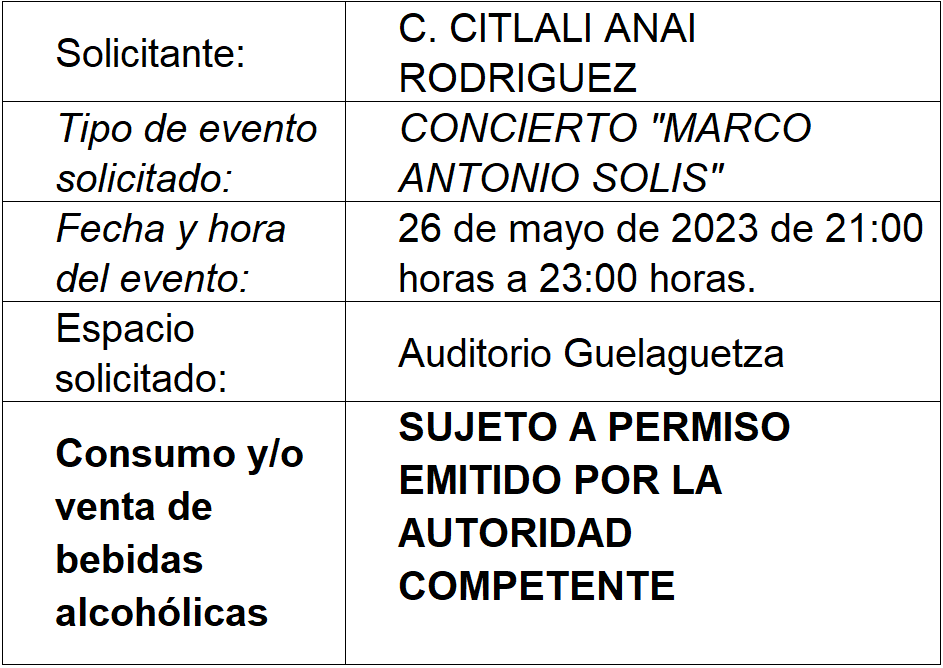 Solicitante:
C. CITLALI ANAI
RODRIGUEZ
Tipo de evento
solicitado:
CONCIERTO "MARCO
ANTONIO SOLIS"
Fecha y hora
del evento:
26 de mayo de 2023 de 21:00
horas a 23:00 horas.
Espacio
solicitado:
Auditorio Guelaguetza
Consumo y/o
venta de
bebidas
alcohólicas
SUJETO A PERMISO
EMITIDO POR LA
AUTORIDAD
COMPETENTE